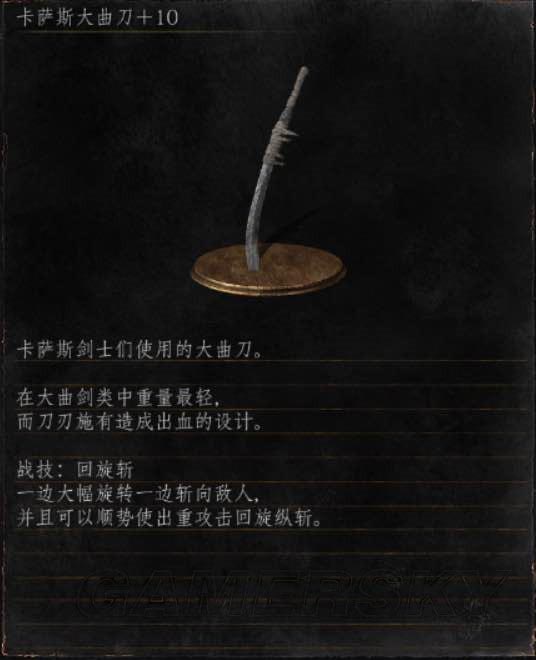 卡萨斯大曲刀+10
卡萨斯剑士们使用的大曲刀。
在大曲剑类中重量最轻,
而刀刃施有造成出血的设计。
战技: 回旋斩
一边大幅旋转一边斩向敌人,
并且可以顺势使出重攻击回旋纵斩。
GAMERSKY